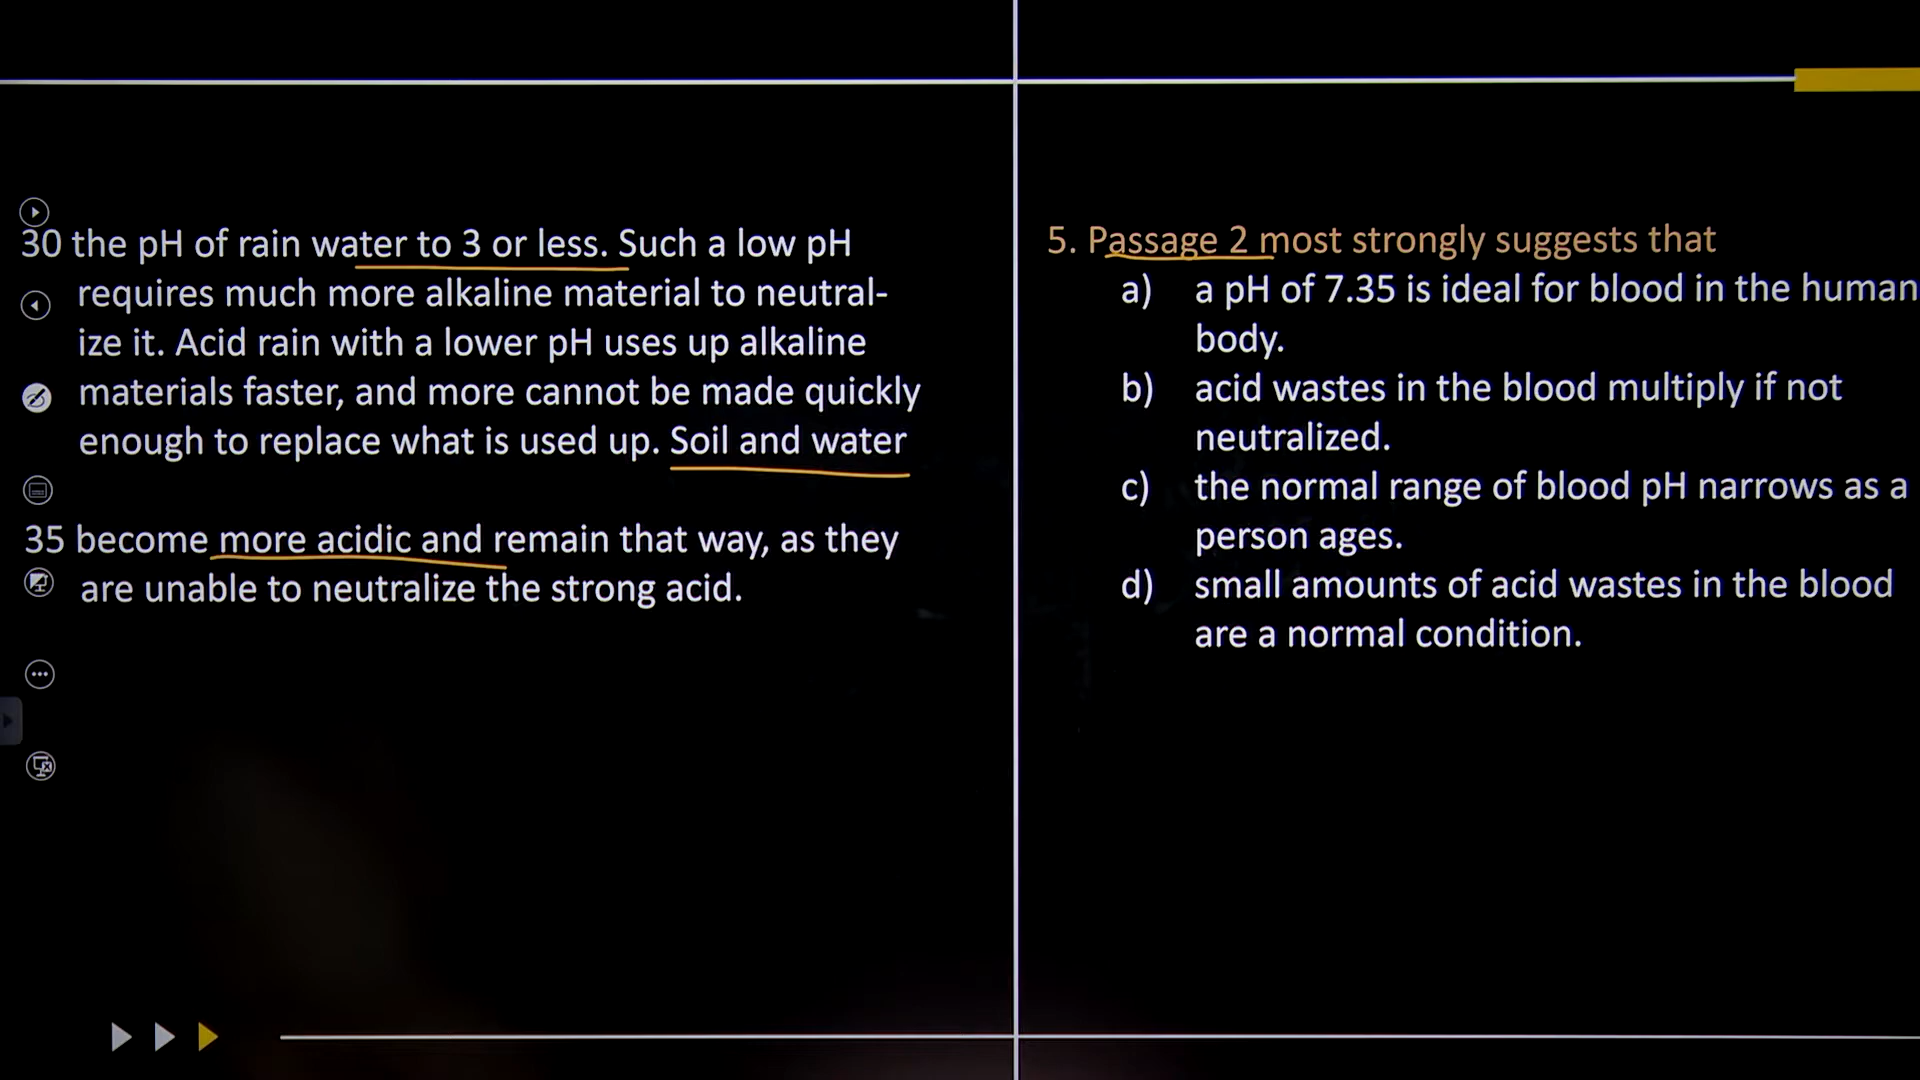 30 the pH of rain water to 3 or less. Such a low pH
requires much more alkaline material to neutral-
ize it. Acid rain with a lower pH uses up alkaline
materials faster, and more cannot be made quickly
enough to replace what is used up. Soil and water
35 become more acidic and remain that way, as they
are unable to neutralize the strong acid.
5. Passage 2 most strongly suggests that
a) a pH of 7.35 is ideal for blood in the human
body.
b) acid wastes in the blood multiply if not
neutralized.
c) the normal range of blood pH narrows as a
person ages.
d) small amounts of acid wastes in the blood
are a normal condition.